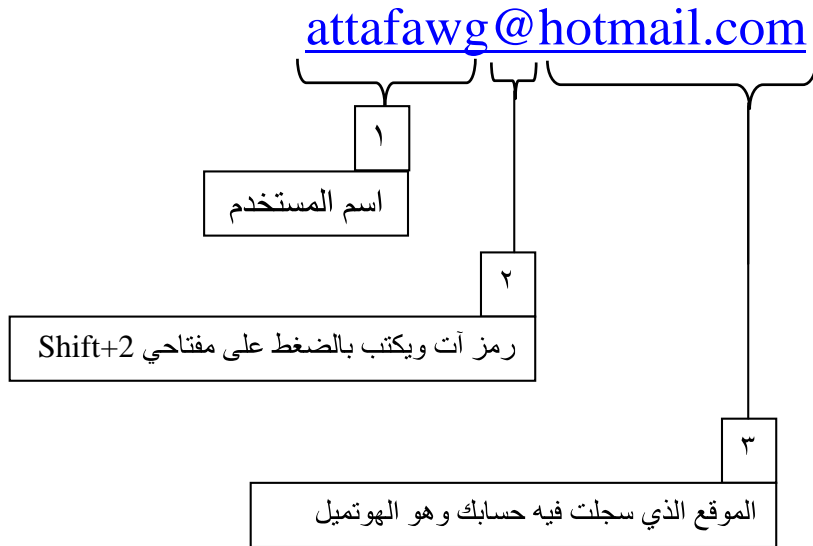 attafawg@hotmail.com
١
اسم المستخدم
٢
رمز آت ويكتب بالضغط على مفتاحي Shift+2
٣
الموقع الذي سجلت فيه حسابك وهو الهوتميل